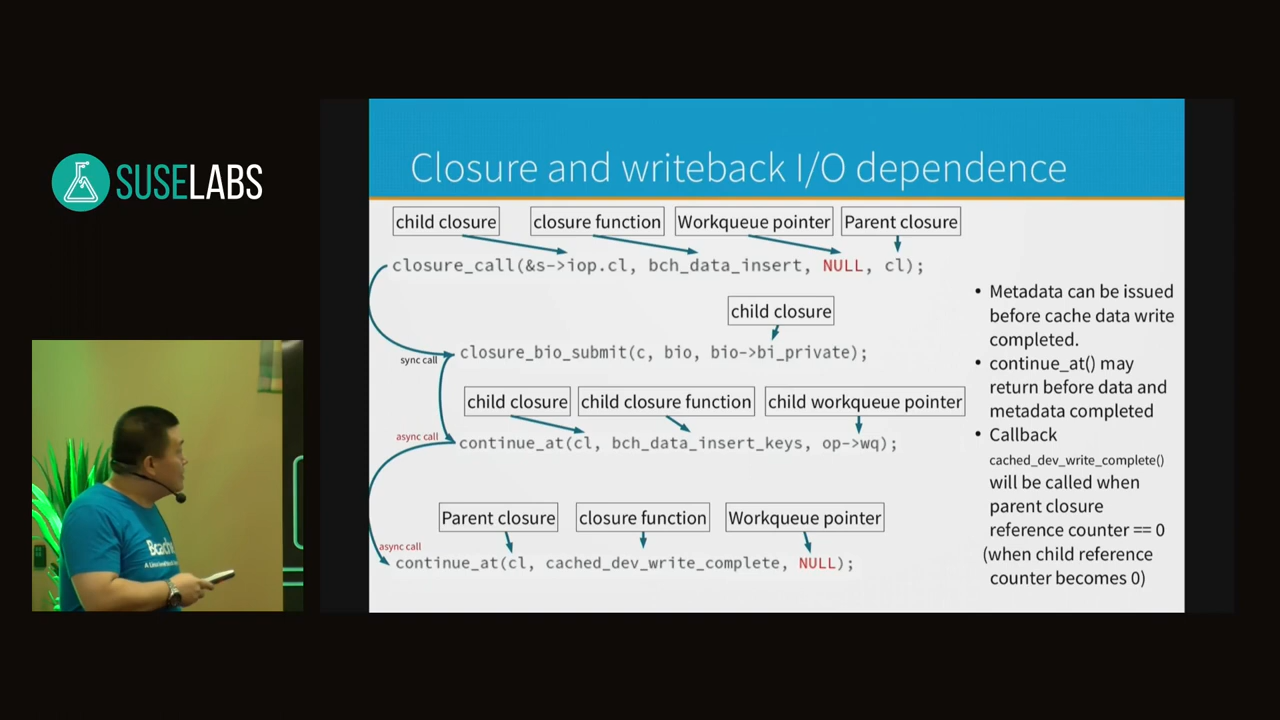 SUSELABS
Closure and writeback I/O dependence
child closure closure function Workqueue pointer Parent closure
closure_call(&s->iop.cl, bch_data_insert, NULL, cl);
child closure
sync call closure_bio_submit(c, bio, bio->bi_private);
child closure child closure function child workqueue pointer
async call continue_at(cl, bch_data_insert_keys, op->wq);
Parent closure closure function Workqueue pointer
async call
continue_at(cl, cached_dev_write_complete, NULL);
• Metadata can be issued
before cache data write
completed.
• continue_at() may
return before data and
metadata completed
• Callback
cached_dev_write_complete()
will be called when
parent closure
reference counter == 0
(when child reference
counter becomes 0)